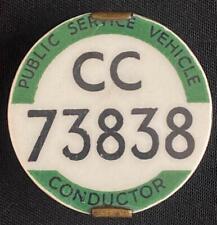 PUBLIC SERVICE VEHICLE
CC
73838
CONDUCTOR